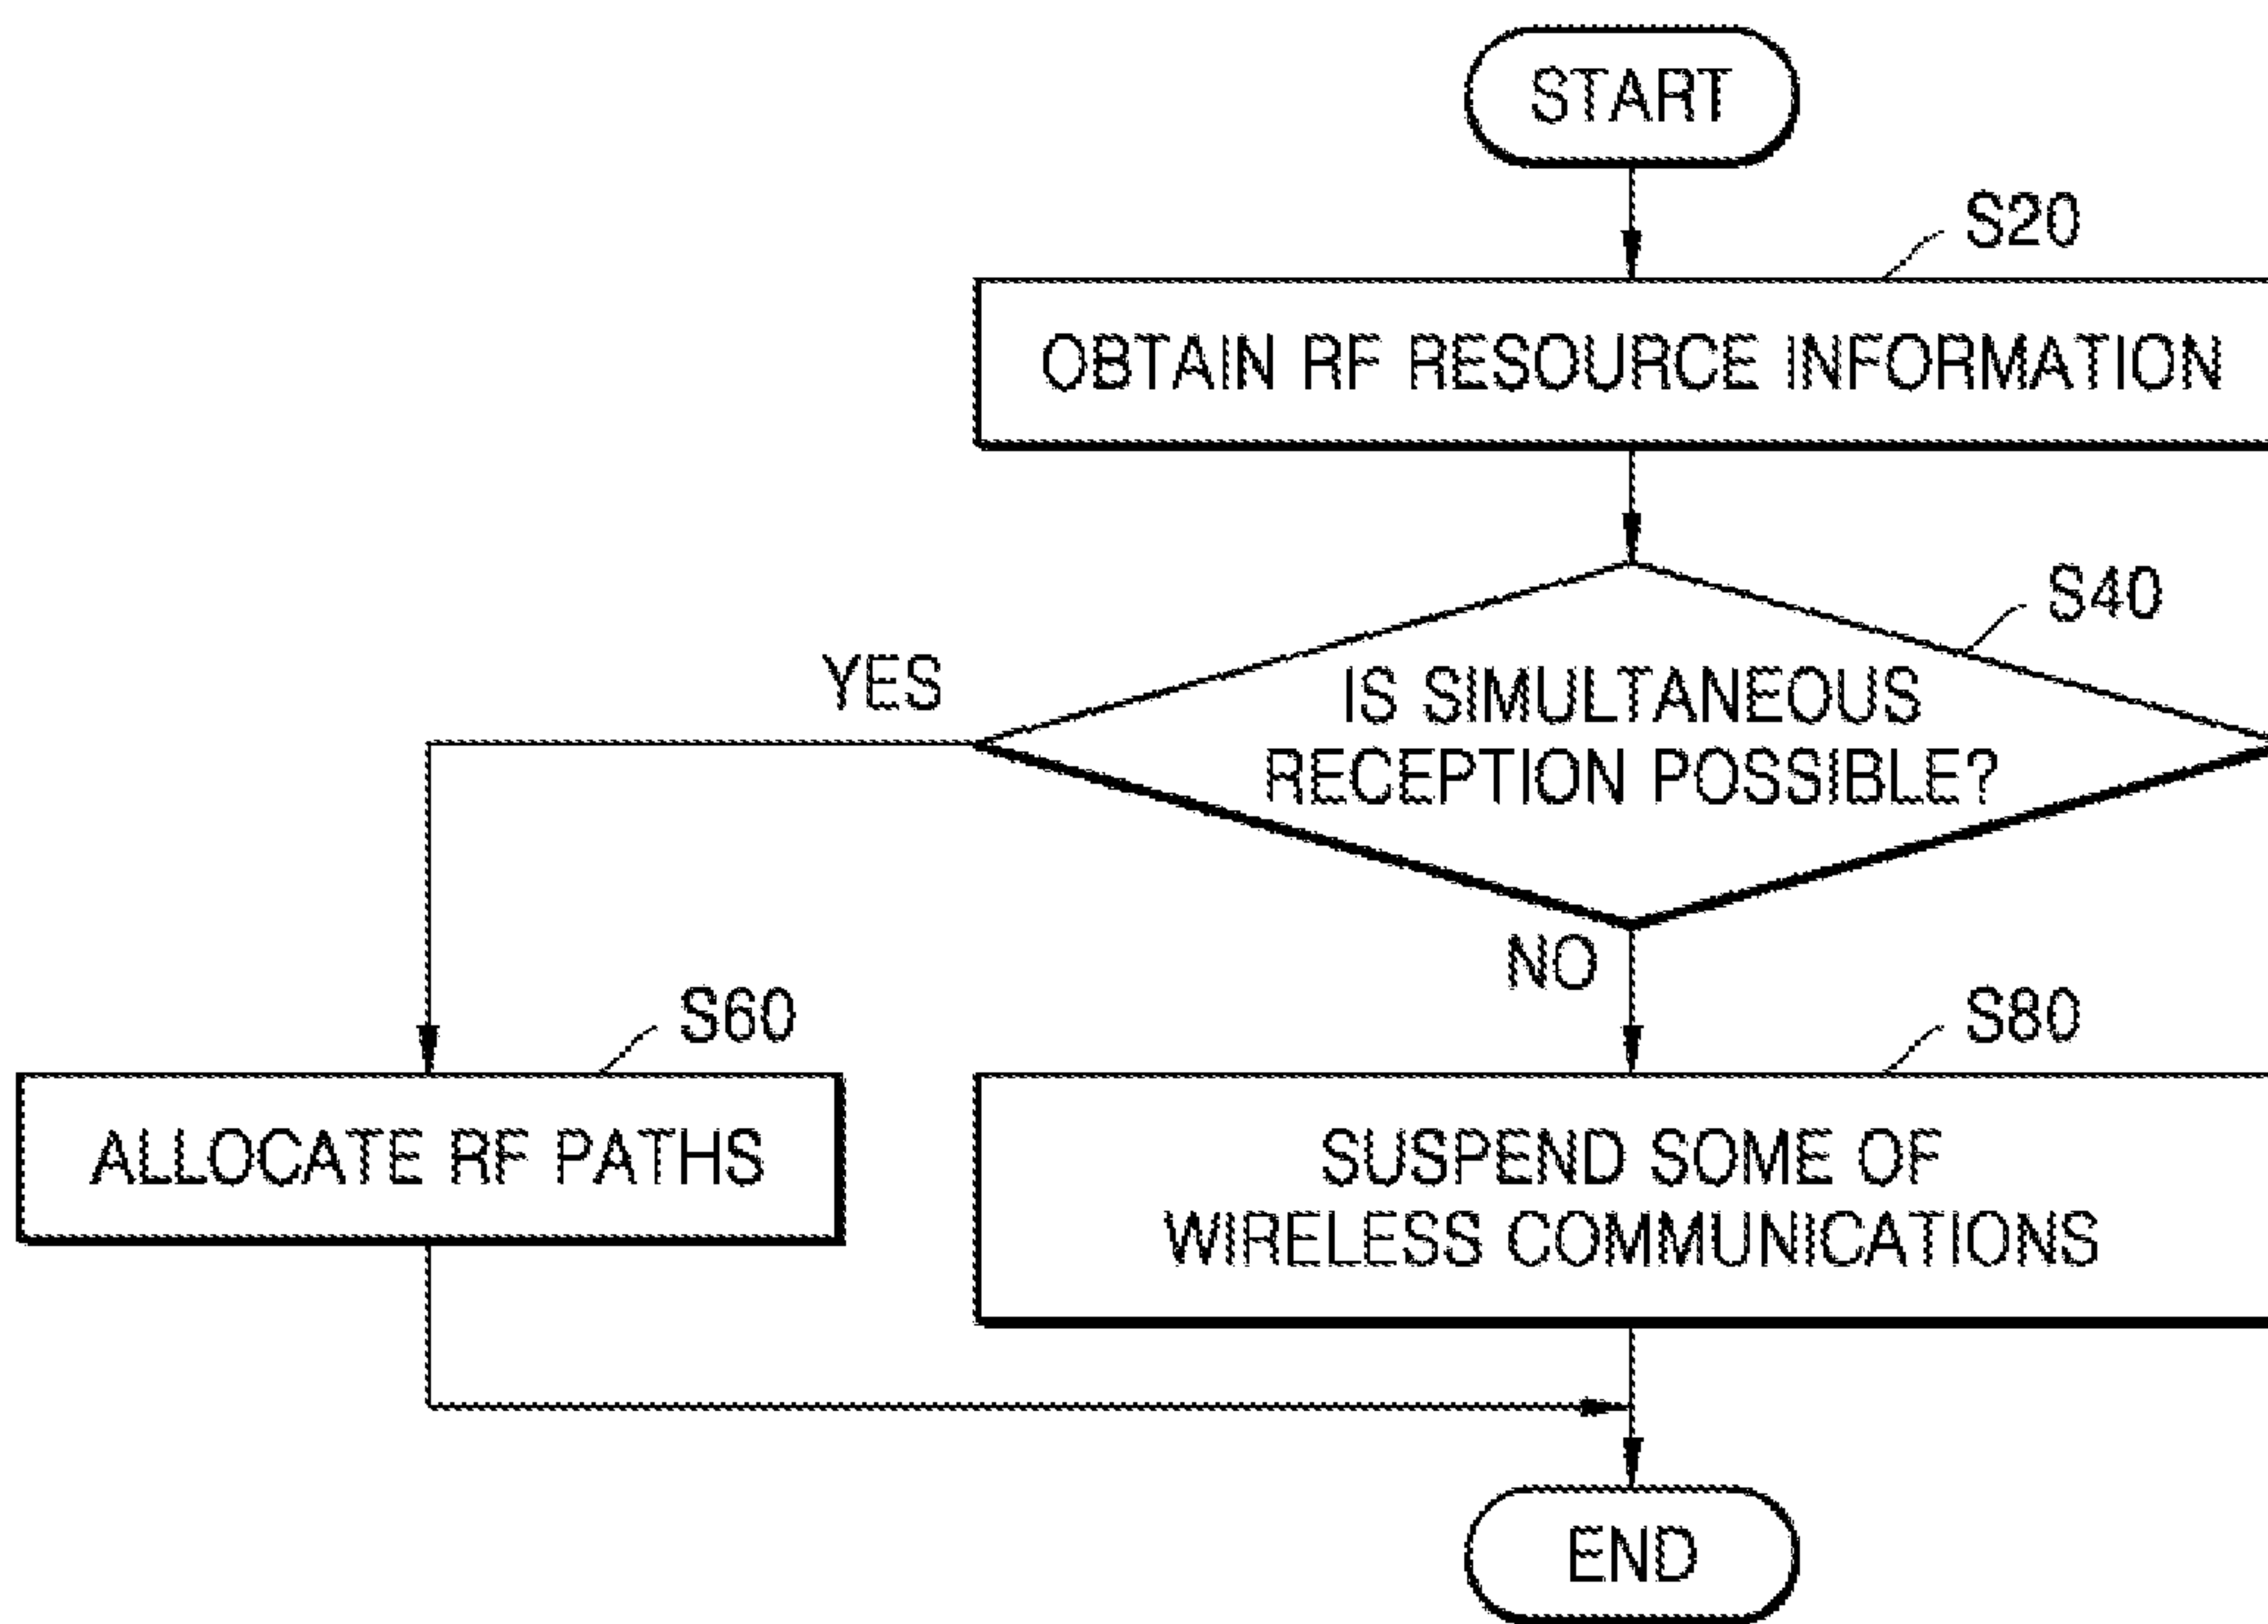 START
S20
OBTAIN RF RESOURCE INFORMATION
S40
YES
IS SIMULTANEOUS
RECEPTION POSSIBLE?
NO
S60
S80
ALLOCATE RF PATHS
SUSPEND SOME OF
WIRELESS COMMUNICATIONS
END